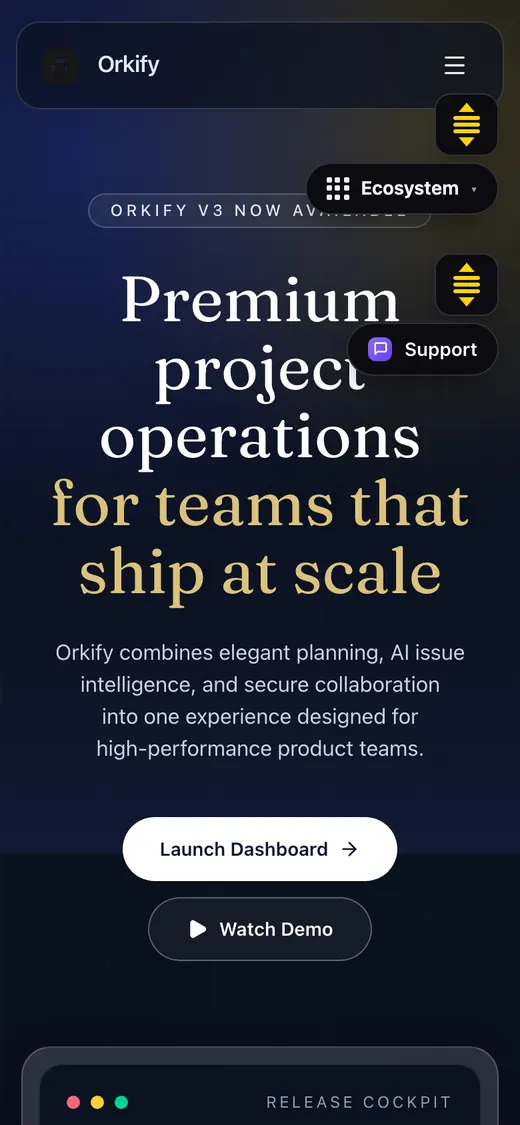 Orkify
Ecosystem
ORKIFY V3 NOW AVAILABLE
Premium
project
operations
for teams that
ship at scale
Support
Orkify combines elegant planning, AI issue
intelligence, and secure collaboration
into one experience designed for
high-performance product teams.
Launch Dashboard
Watch Demo
RELEASE COCKPIT